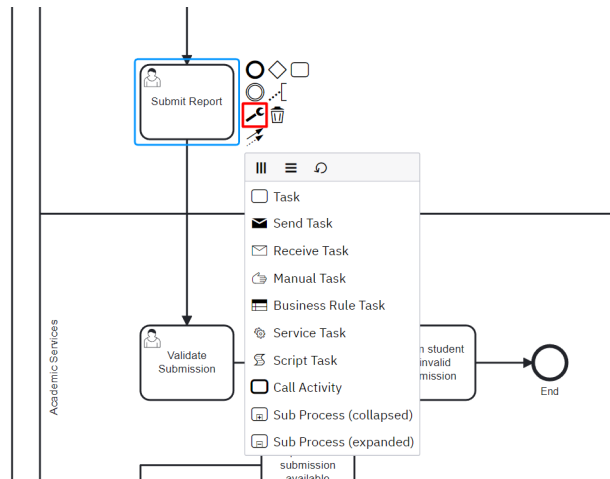 Submit Report
Task
Send Task
Receive Task
Manual Task
Business Rule Task
Service Task
Script Task
Call Activity
Sub Process (collapsed)
Sub Process (expanded)
Academic Services
Validate
Submission
student
invalid
End
submission
available